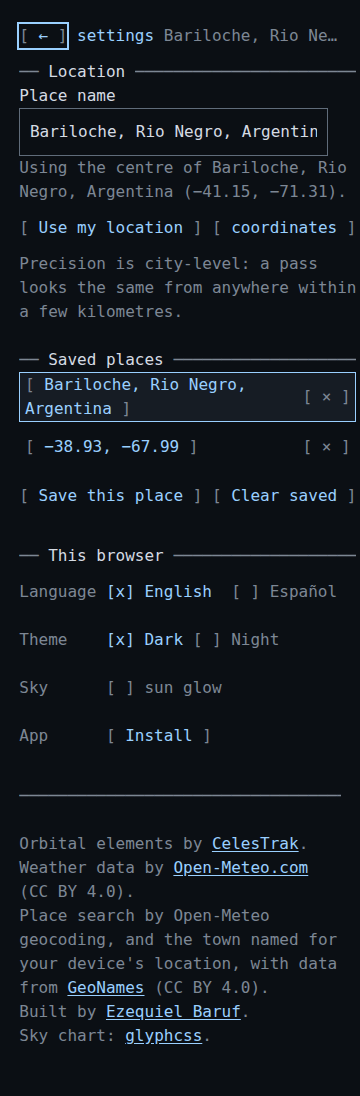 [ ← ] settings Bariloche, Rio Ne…
Location
Place name
Bariloche, Rio Negro, Argentin
Using the centre of Bariloche, Rio
Negro, Argentina (−41.15, −71.31).
[ Use my location ] [ coordinates ]
Precision is city-level: a pass
looks the same from anywhere within
a few kilometres.
Saved places
[ Bariloche, Rio Negro,
Argentina ] [ × ]
[ −38.93, −67.99 ] [ × ]
[ Save this place ] [ Clear saved ]
This browser
Language [x] English [ ] Español
Theme [x] Dark [ ] Night
Sky [ ] sun glow
App [ Install ]
Orbital elements by CelesTrak.
Weather data by Open-Meteo.com
(CC BY 4.0).
Place search by Open-Meteo
geocoding, and the town named for
your device's location, with data
from GeoNames (CC BY 4.0).
Built by Ezequiel Baruf.
Sky chart: glyphcss.